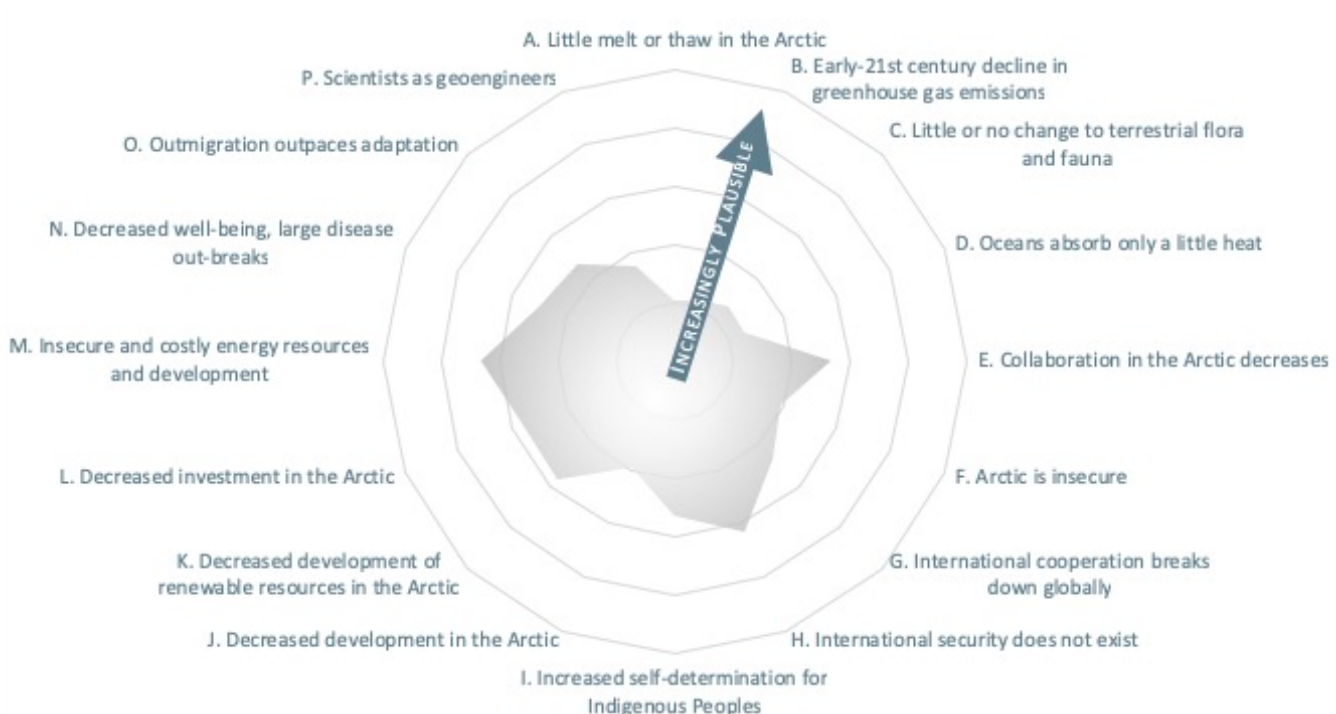 A. Little melt or thaw in the Arctic
B. Early-21st century decline in
greenhouse gas emissions
C. Little or no change to terrestrial flora
and fauna
D. Oceans absorb only a little heat
E. Collaboration in the Arctic decreases
F. Arctic is insecure
G. International cooperation breaks
down globally
H. International security does not exist
I. Increased self-determination for
Indigenous Peoples
J. Decreased development in the Arctic
K. Decreased development of
renewable resources in the Arctic
L. Decreased investment in the Arctic
M. Insecure and costly energy resources
and development
N. Decreased well-being, large disease
out-breaks
O. Outmigration outpaces adaptation
P. Scientists as geoengineers
INCREASINGLY PLAUSIBLE